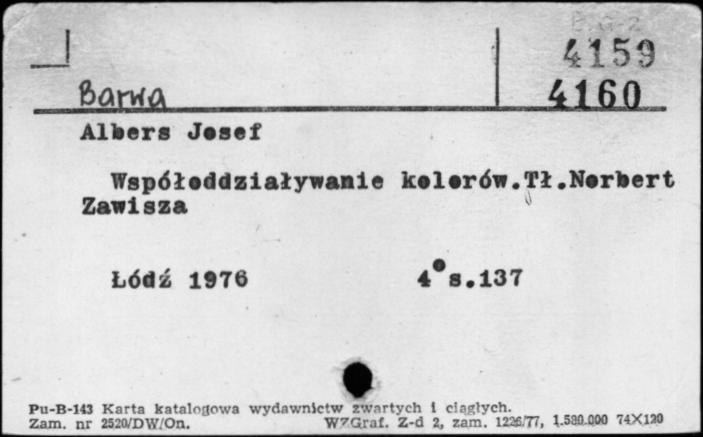 4159
Barwa
4160
Albers Josef
Współoddziaływanie kolorów.Tł.Norbert
Zawisza
Łódź 1976 4° s.137
Pu-B-143 Karta katalogowa wydawnictw zwartych i ciągłych.
Zam. nr 2520/DW/On. WZGraf. Z-d 2, zam. 1226/77, 1.580.000 74X120